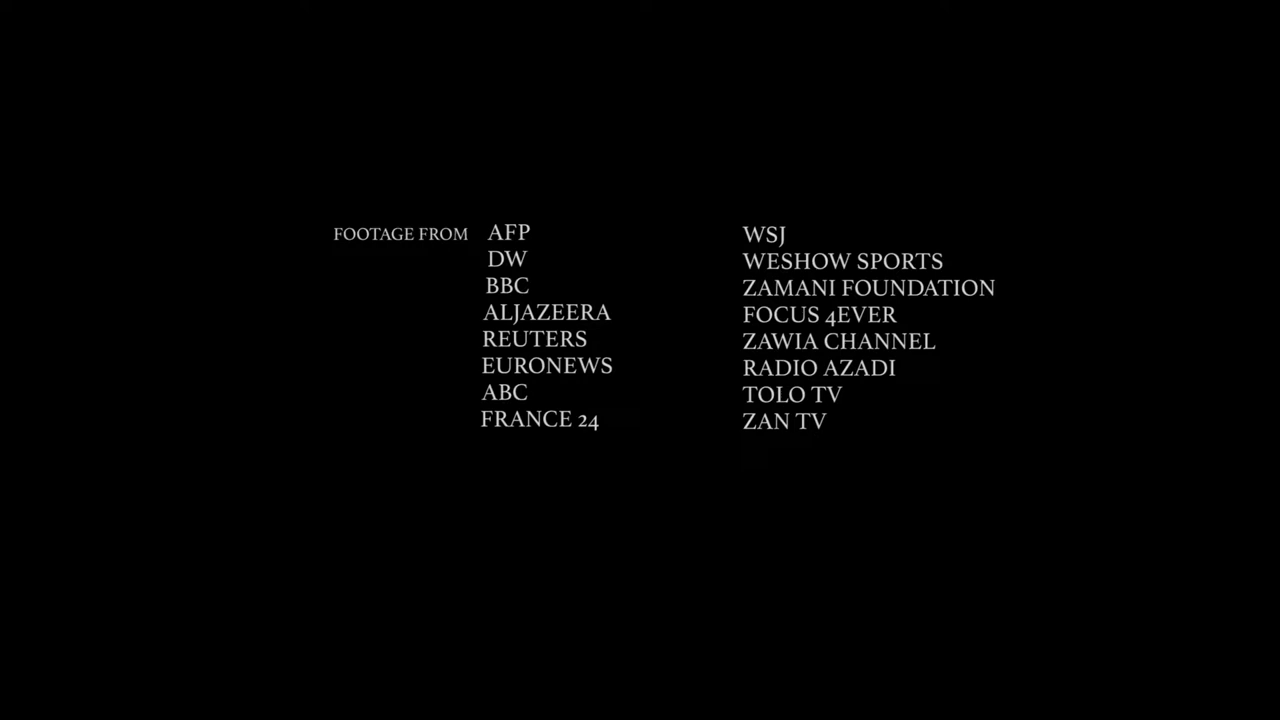 FOOTAGE FROM
AFP
DW
BBC
ALJAZEERA
REUTERS
EURONEWS
ABC
FRANCE 24
WSJ
WESHOW SPORTS
ZAMANI FOUNDATION
FOCUS 4EVER
ZAWIA CHANNEL
RADIO AZADI
TOLO TV
ZAN TV